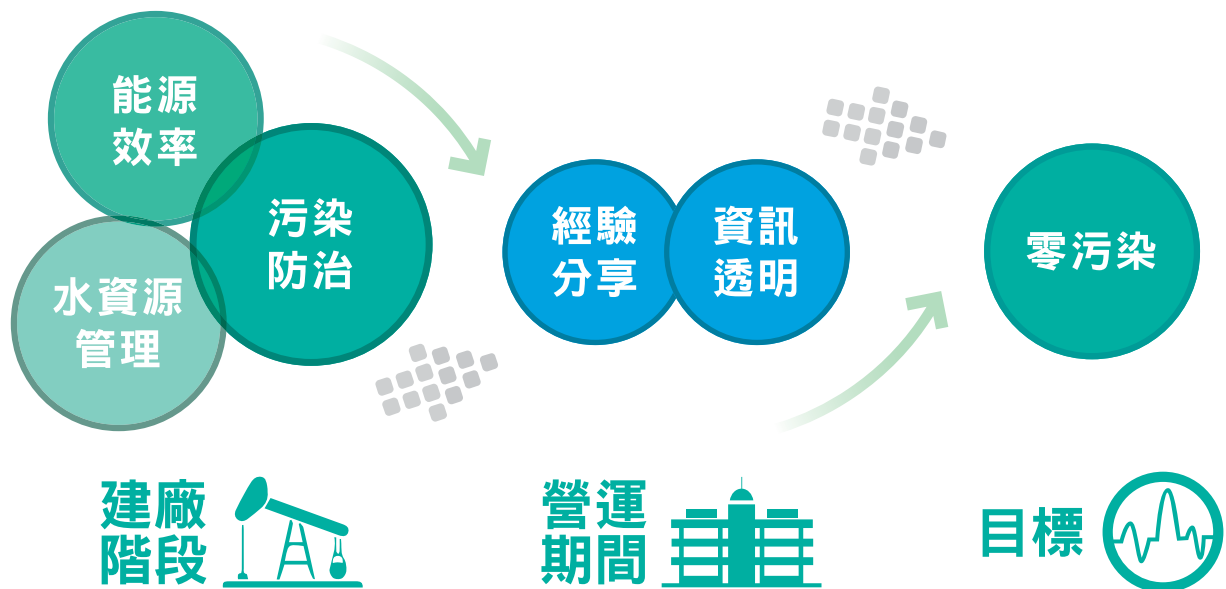 能源
效率
污染
防治
水資源
管理
經驗
分享
資訊
透明
零污染
建廠
階段
營運
期間
目標